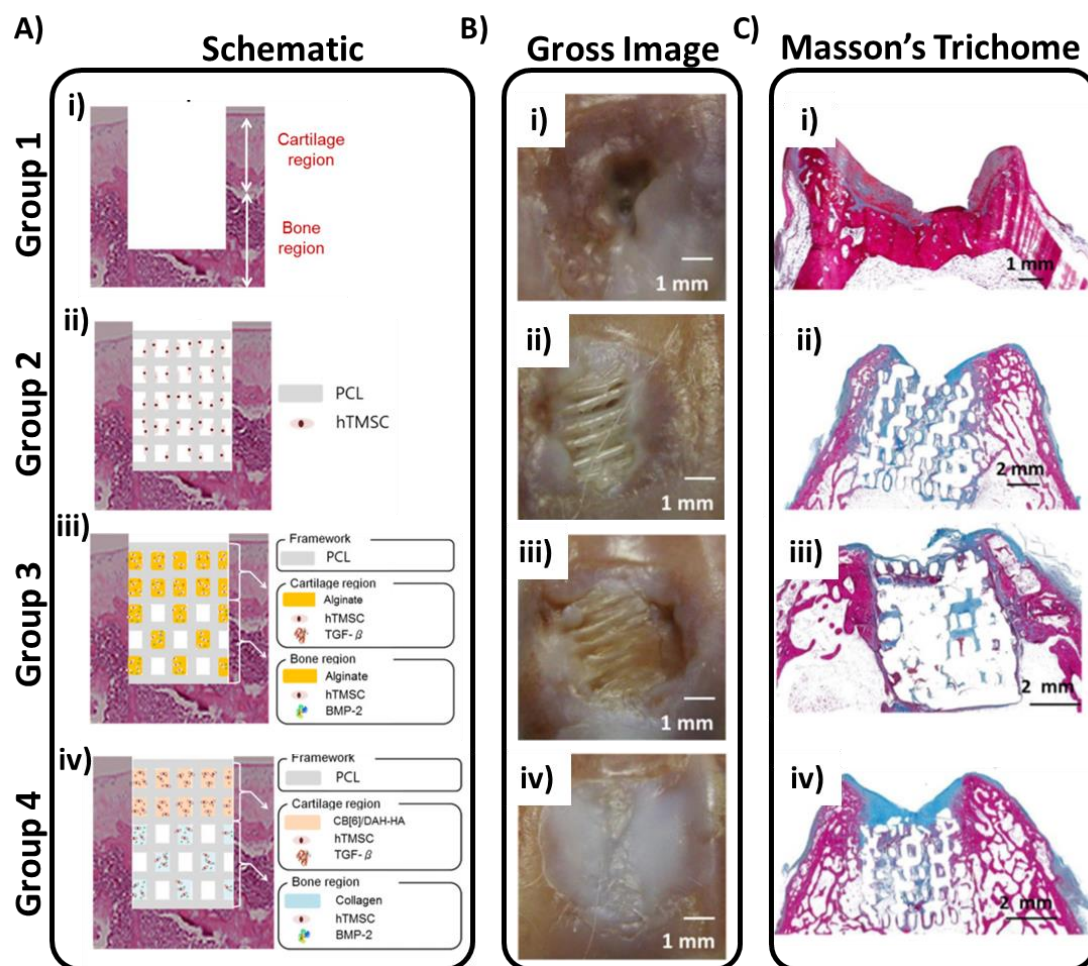 A)
Schematic
B)
Gross Image
C)
Masson's Trichome
Group 1
i)
Cartilage
region
Bone
region
i)
1 mm
i)
1 mm
Group 2
ii)
PCL
hTMSC
ii)
1 mm
ii)
2 mm
Group 3
iii)
Framework
PCL
Cartilage region
Alginate
hTMSC
TGF-β
Bone region
Alginate
hTMSC
BMP-2
iii)
1 mm
iii)
2 mm
Group 4
iv)
Framework
PCL
Cartilage region
CB[6]/DAH-HA
hTMSC
TGF-β
Bone region
Collagen
hTMSC
BMP-2
iv)
1 mm
iv)
2 mm